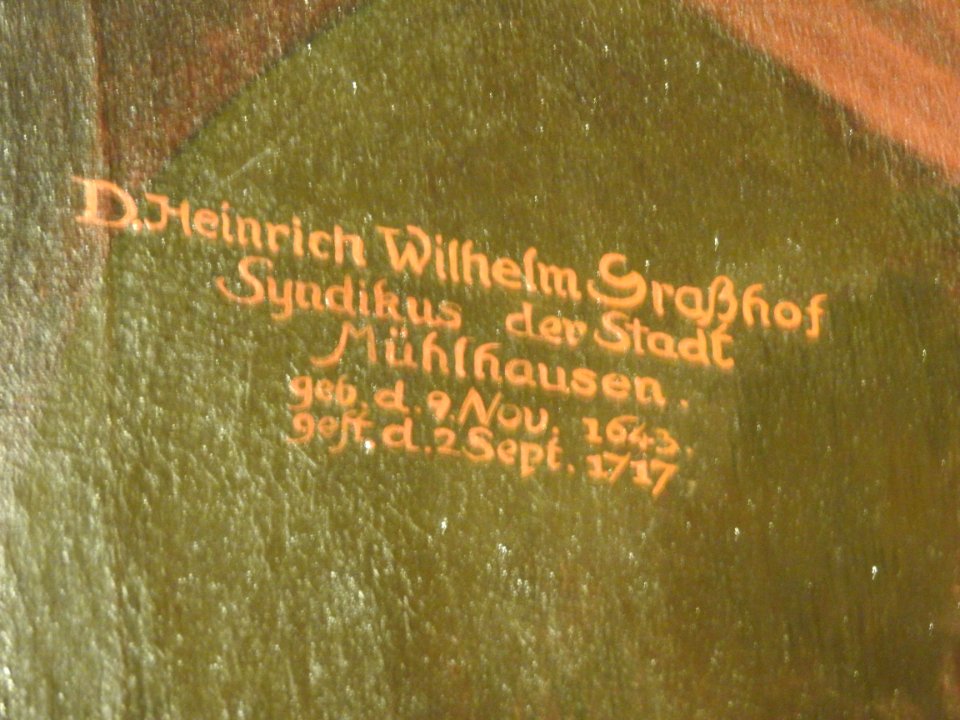 D. Heinrich Wilhelm Graßhof
Syndikus der Stadt
Mühlhausen.
geb. d. 9. Nov. 1643.
gest. d. 2 Sept. 1717